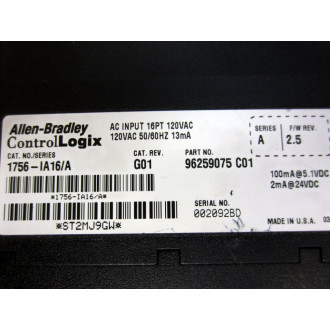 Allen-Bradley
ControlLogix
AC INPUT 16PT 120VAC
120VAC 50/60HZ 13mA
SERIES
A
F/W REV.
2.5
CAT. NO./SERIES
1756-IA16/A
CAT. REV.
G01
PART NO.
96259075 C01
100mA@5.1VDC
2mA@24VDC
*1756-IA16/A*
SERIAL NO.
002092BD
*ST2MJ9GW*
MADE IN U.S.A.